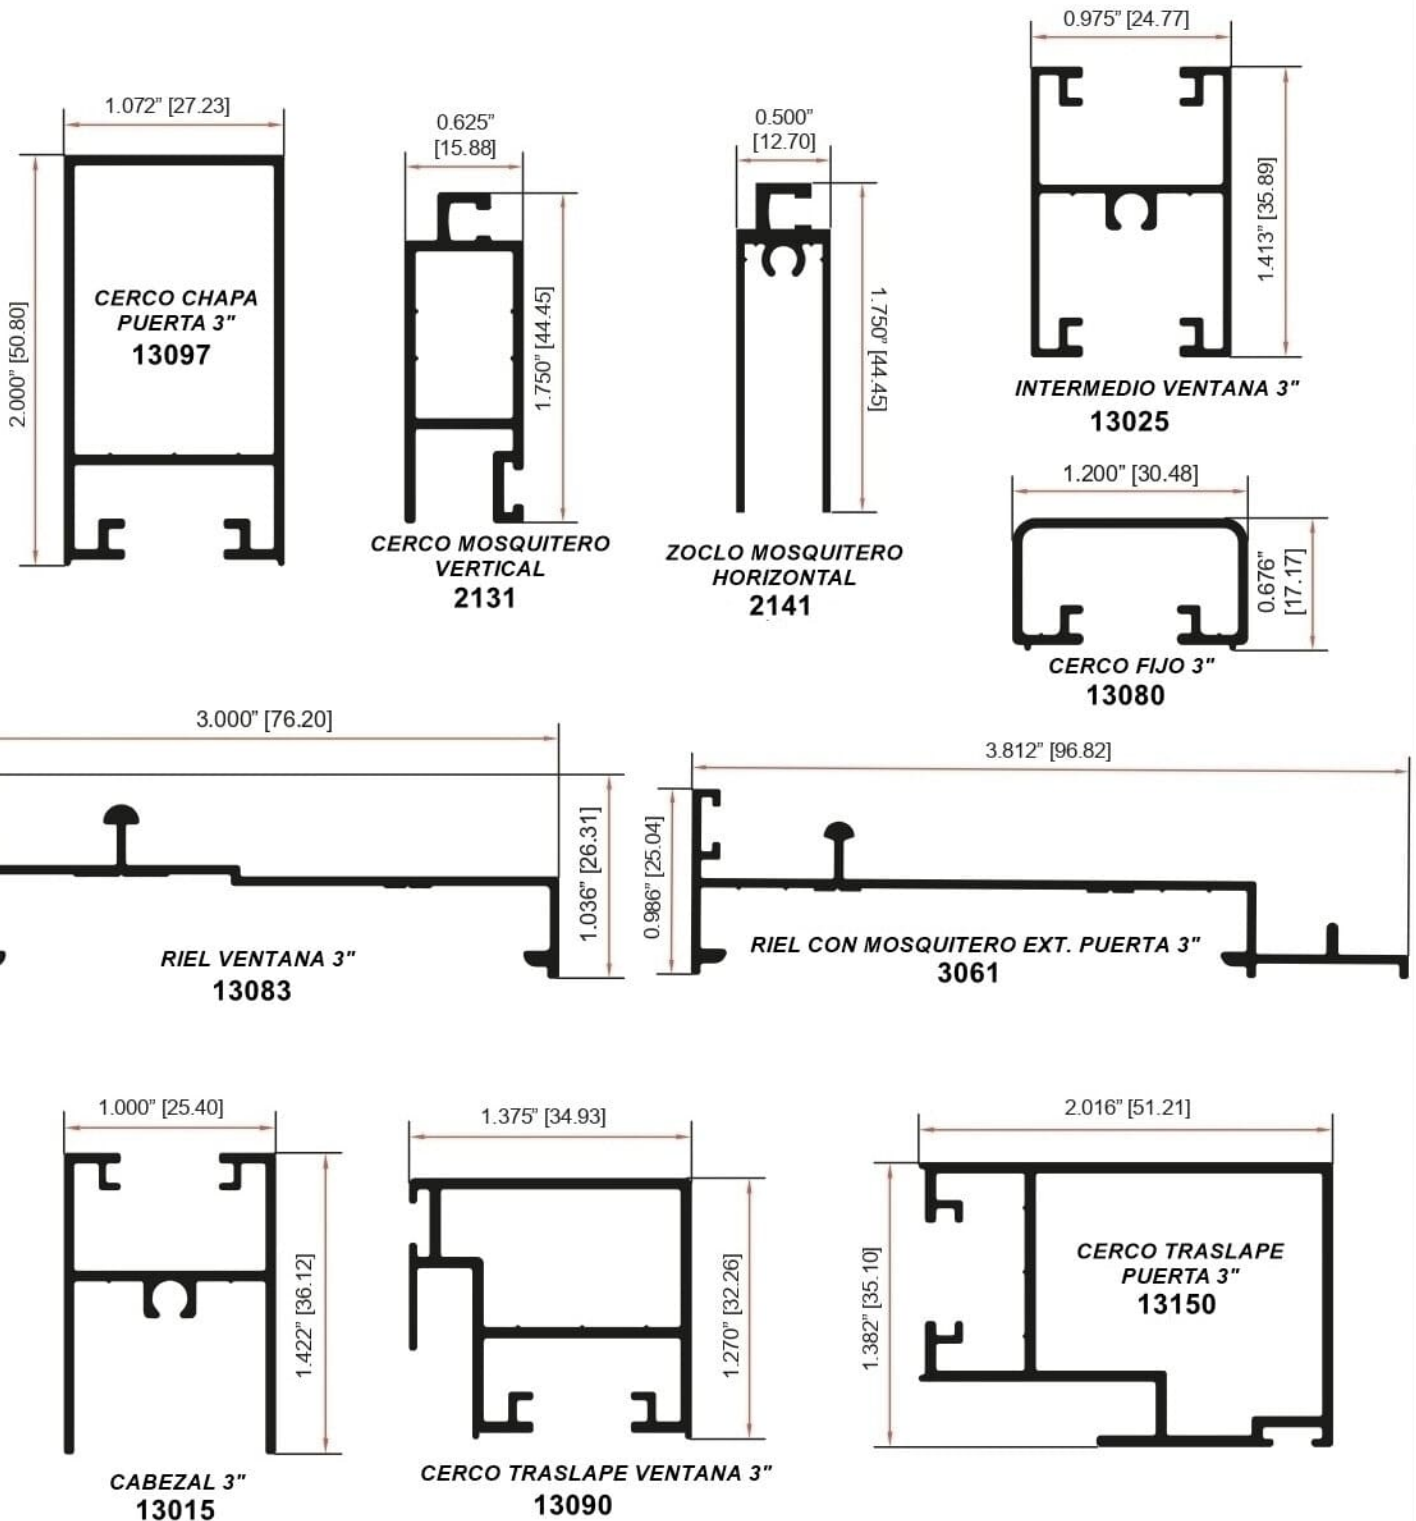 1.072” [27.23]
2.000” [50.80]
CERCO CHAPA
PUERTA 3"
13097
0.625”
[15.88]
1.750” [44.45]
CERCO MOSQUITERO
VERTICAL
2131
0.500”
[12.70]
1.750” [44.45]
ZOCLO MOSQUITERO
HORIZONTAL
2141
0.975” [24.77]
1.413” [35.89]
INTERMEDIO VENTANA 3"
13025
1.200” [30.48]
0.676”
[17.17]
CERCO FIJO 3"
13080
3.000” [76.20]
1.036” [26.31]
RIEL VENTANA 3"
13083
3.812” [96.82]
0.986” [25.04]
RIEL CON MOSQUITERO EXT. PUERTA 3"
3061
1.000” [25.40]
1.422” [36.12]
CABEZAL 3"
13015
1.375” [34.93]
1.270” [32.26]
CERCO TRASLAPE VENTANA 3"
13090
2.016” [51.21]
1.382” [35.10]
CERCO TRASLAPE
PUERTA 3"
13150